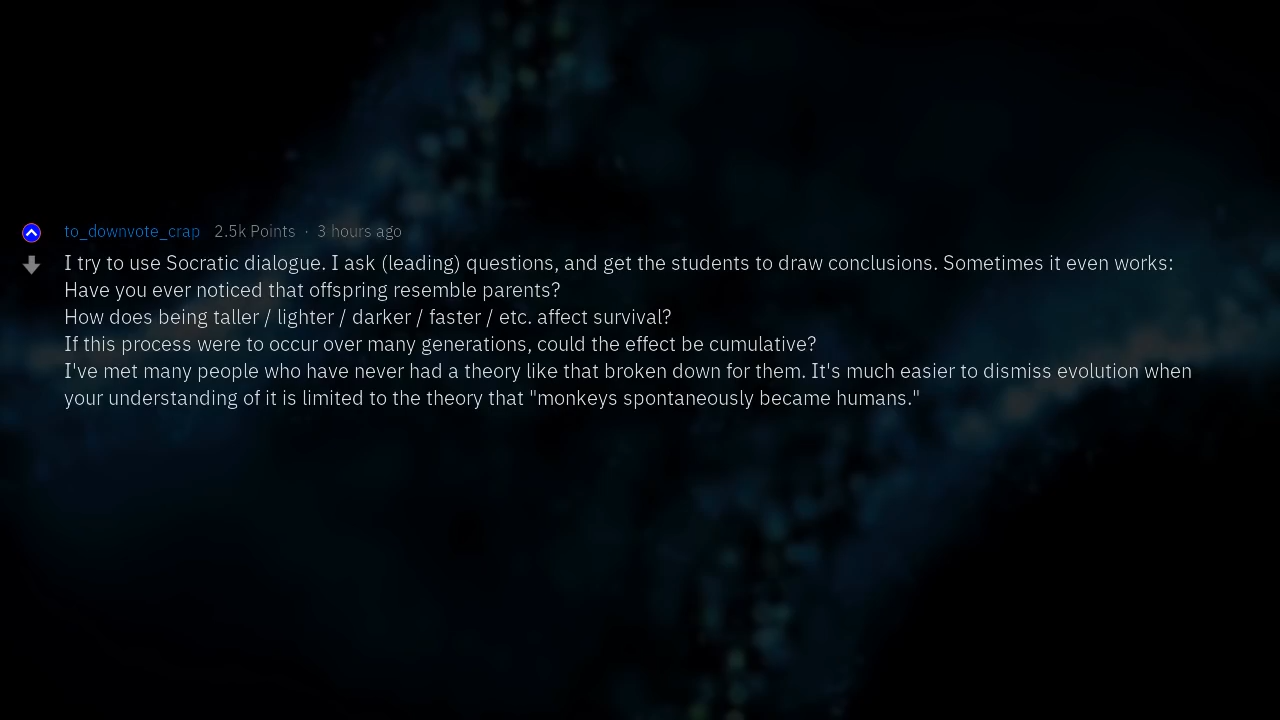 to_downvote_crap 2.5k Points · 3 hours ago
I try to use Socratic dialogue. I ask (leading) questions, and get the students to draw conclusions. Sometimes it even works:
Have you ever noticed that offspring resemble parents?
How does being taller / lighter / darker / faster / etc. affect survival?
If this process were to occur over many generations, could the effect be cumulative?
I've met many people who have never had a theory like that broken down for them. It's much easier to dismiss evolution when
your understanding of it is limited to the theory that "monkeys spontaneously became humans."